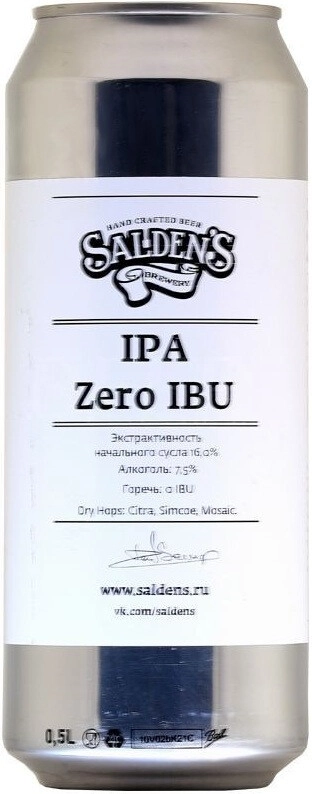 HAND CRAFTED BEER
SALDEN'S
BREWERY
IPA
Zero IBU
Экстрактивность
начального сусла:16,0%
Алкоголь: 7,5%
Горечь: 0 IBU
Dry Hops: Citra, Simcoe, Mosaic.
www.saldens.ru
vk.com/saldens
0,5L
Ball